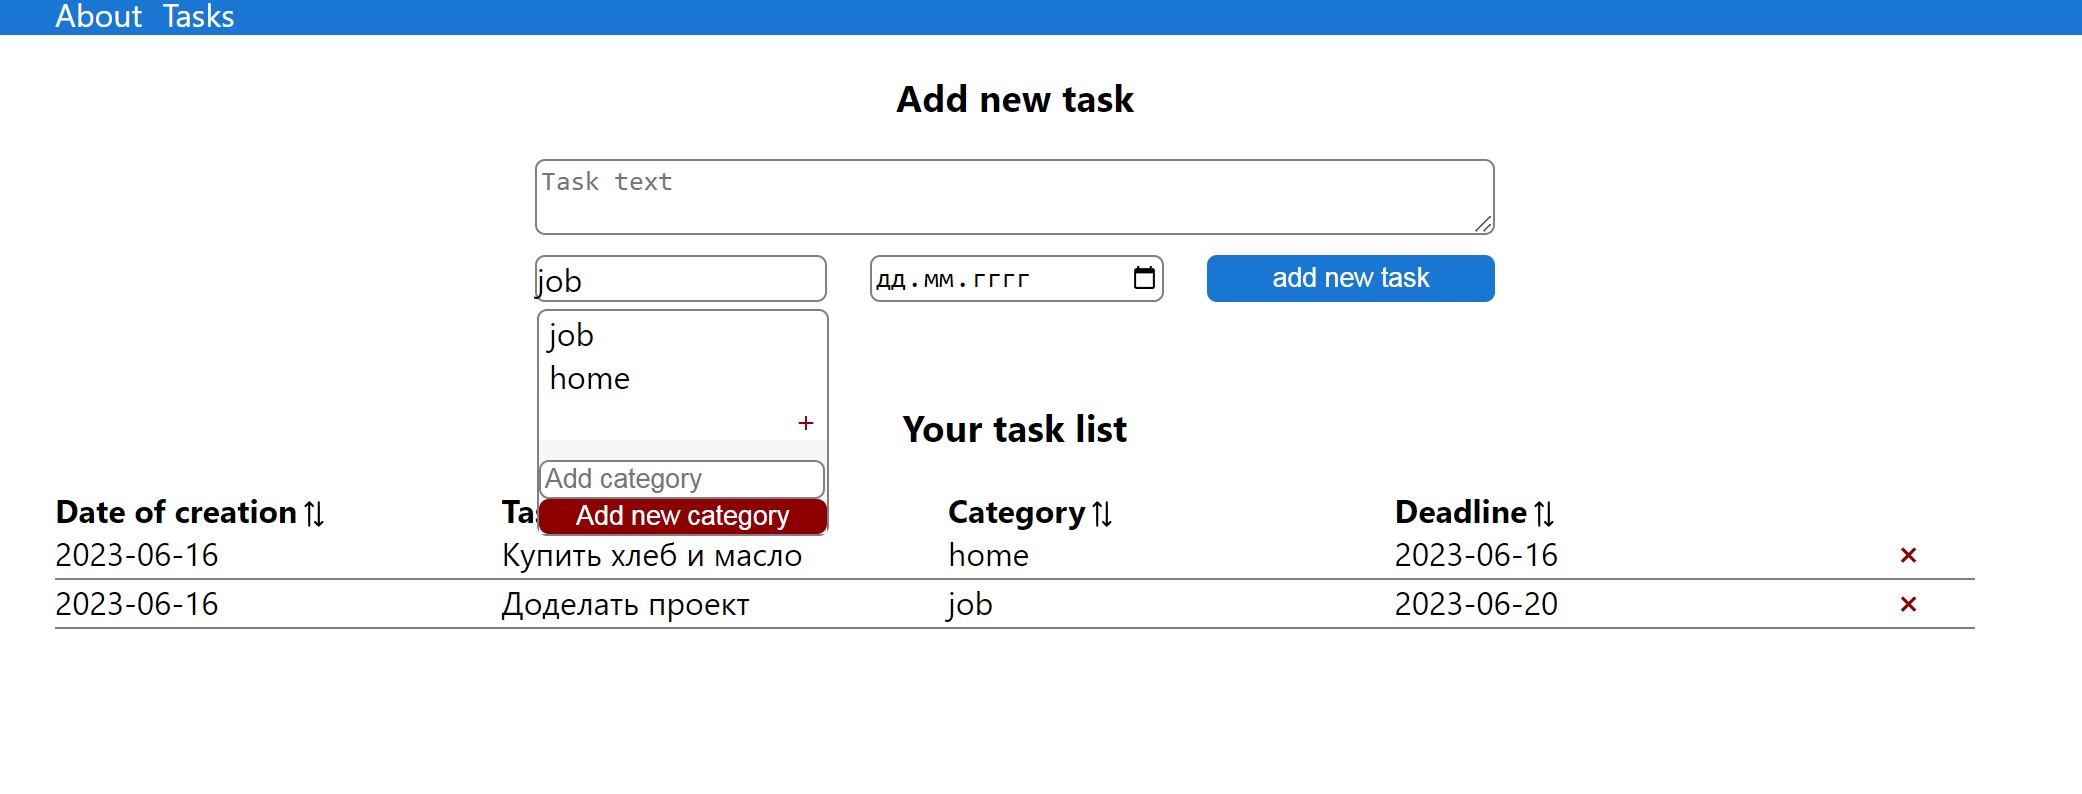 About Tasks
Add new task
Task text
job
дд.мм.гггг
add new task
job
home
+
Add category
Add new category
Your task list
Date of creation ⇅ Ta Category ⇅ Deadline ⇅
2023-06-16 Купить хлеб и масло home 2023-06-16 ×
2023-06-16 Доделать проект job 2023-06-20 ×